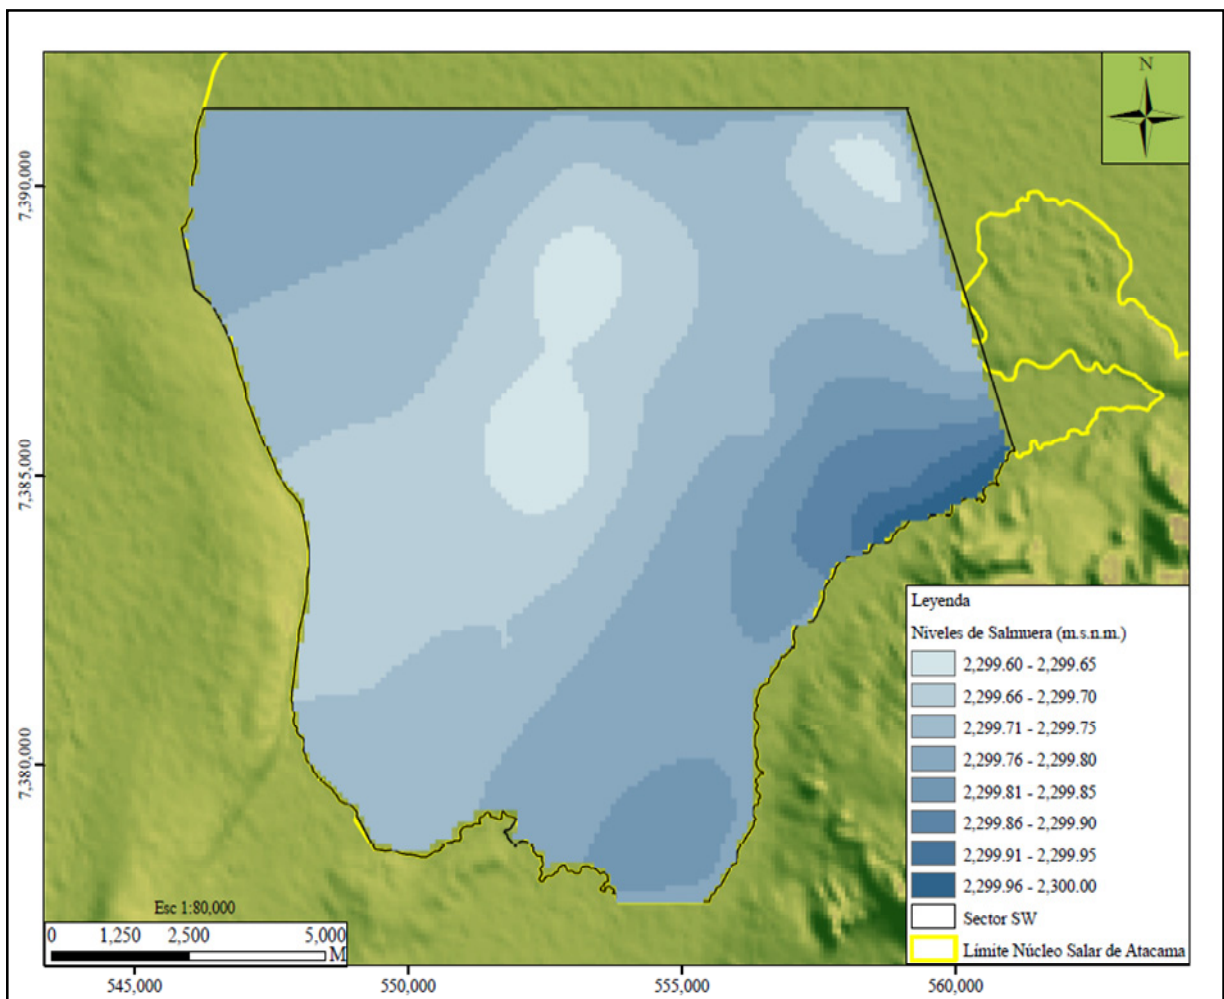 N
7,390,000
7,385,000
7,380,000
Leyenda
Niveles de Salmuera (m.s.n.m.)
2,299.60 - 2,299.65
2,299.66 - 2,299.70
2,299.71 - 2,299.75
2,299.76 - 2,299.80
2,299.81 - 2,299.85
2,299.86 - 2,299.90
2,299.91 - 2,299.95
2,299.96 - 2,300.00
Sector SW
Límite Núcleo Salar de Atacama
Esc 1:80,000
0 1,250 2,500 5,000
M
545,000 550,000 555,000 560,000